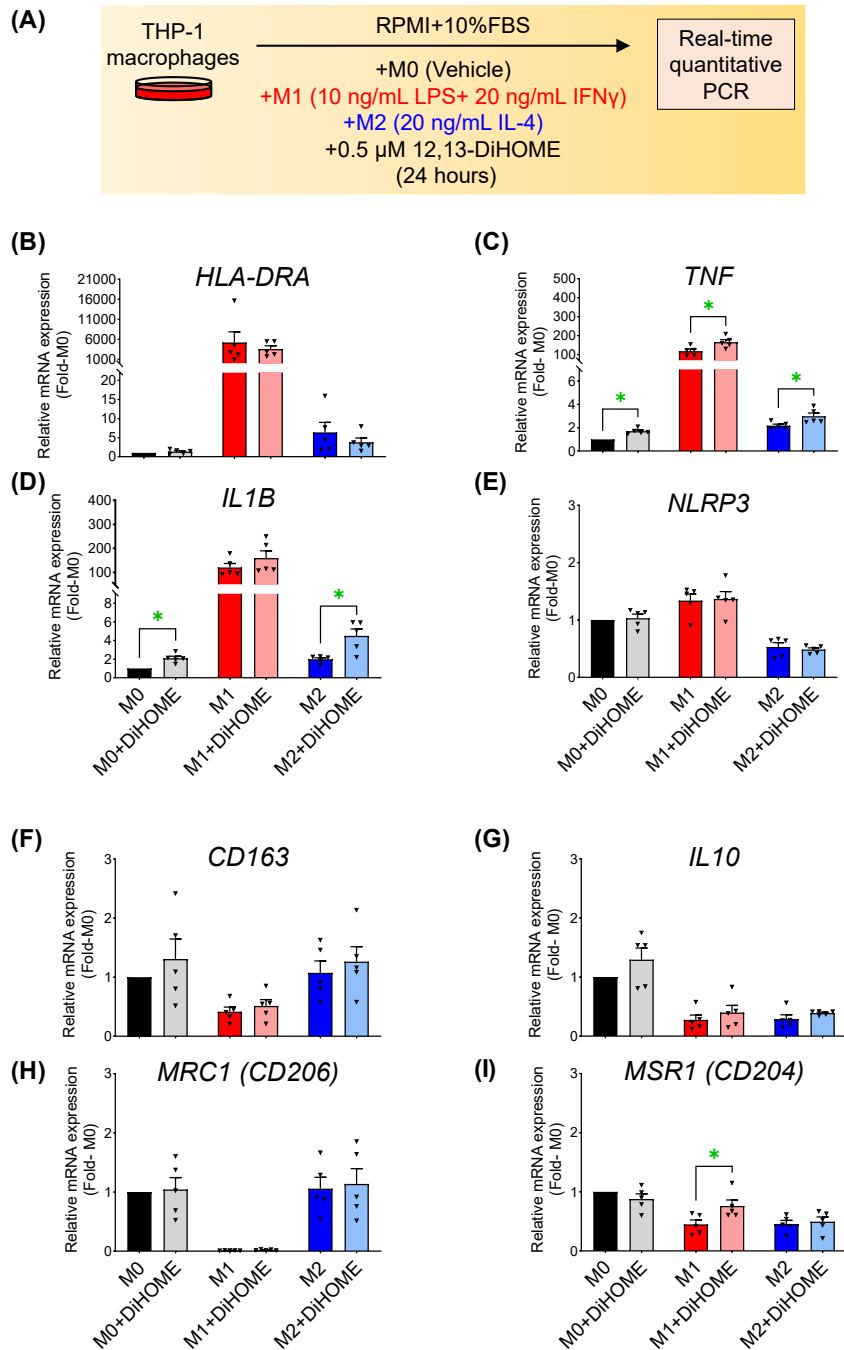 (A)
THP-1
macrophages
RPMI+10%FBS
+M0 (Vehicle)
+M1 (10 ng/mL LPS+ 20 ng/mL IFNγ)
+M2 (20 ng/mL IL-4)
+0.5 µM 12,13-DiHOME
(24 hours)
Real-time
quantitative
PCR
(B)
HLA-DRA
Relative mRNA expression
(Fold-M0)
21000
16000
6000
1000
20
15
10
5
0
(C)
TNF
Relative mRNA expression
(Fold- M0)
500
400
300
200
100
6
4
2
0
*
*
*
(D)
IL1B
Relative mRNA expression
(Fold-M0)
400
300
200
100
8
6
4
2
0
*
*
M0
M0+DiHOME
M1
M1+DiHOME
M2
M2+DiHOME
(E)
NLRP3
Relative mRNA expression
(Fold-M0)
3
2
1
0
M0
M0+DiHOME
M1
M1+DiHOME
M2
M2+DiHOME
(F)
CD163
Relative mRNA expression
(Fold-M0)
3
2
1
0
(G)
IL10
Relative mRNA expression
(Fold- M0)
3
2
1
0
(H)
MRC1 (CD206)
Relative mRNA expression
(Fold- M0)
3
2
1
0
M0
M0+DiHOME
M1
M1+DiHOME
M2
M2+DiHOME
(I)
MSR1 (CD204)
Relative mRNA expression
(Fold- M0)
3
2
1
0
*
M0
M0+DiHOME
M1
M1+DiHOME
M2
M2+DiHOME